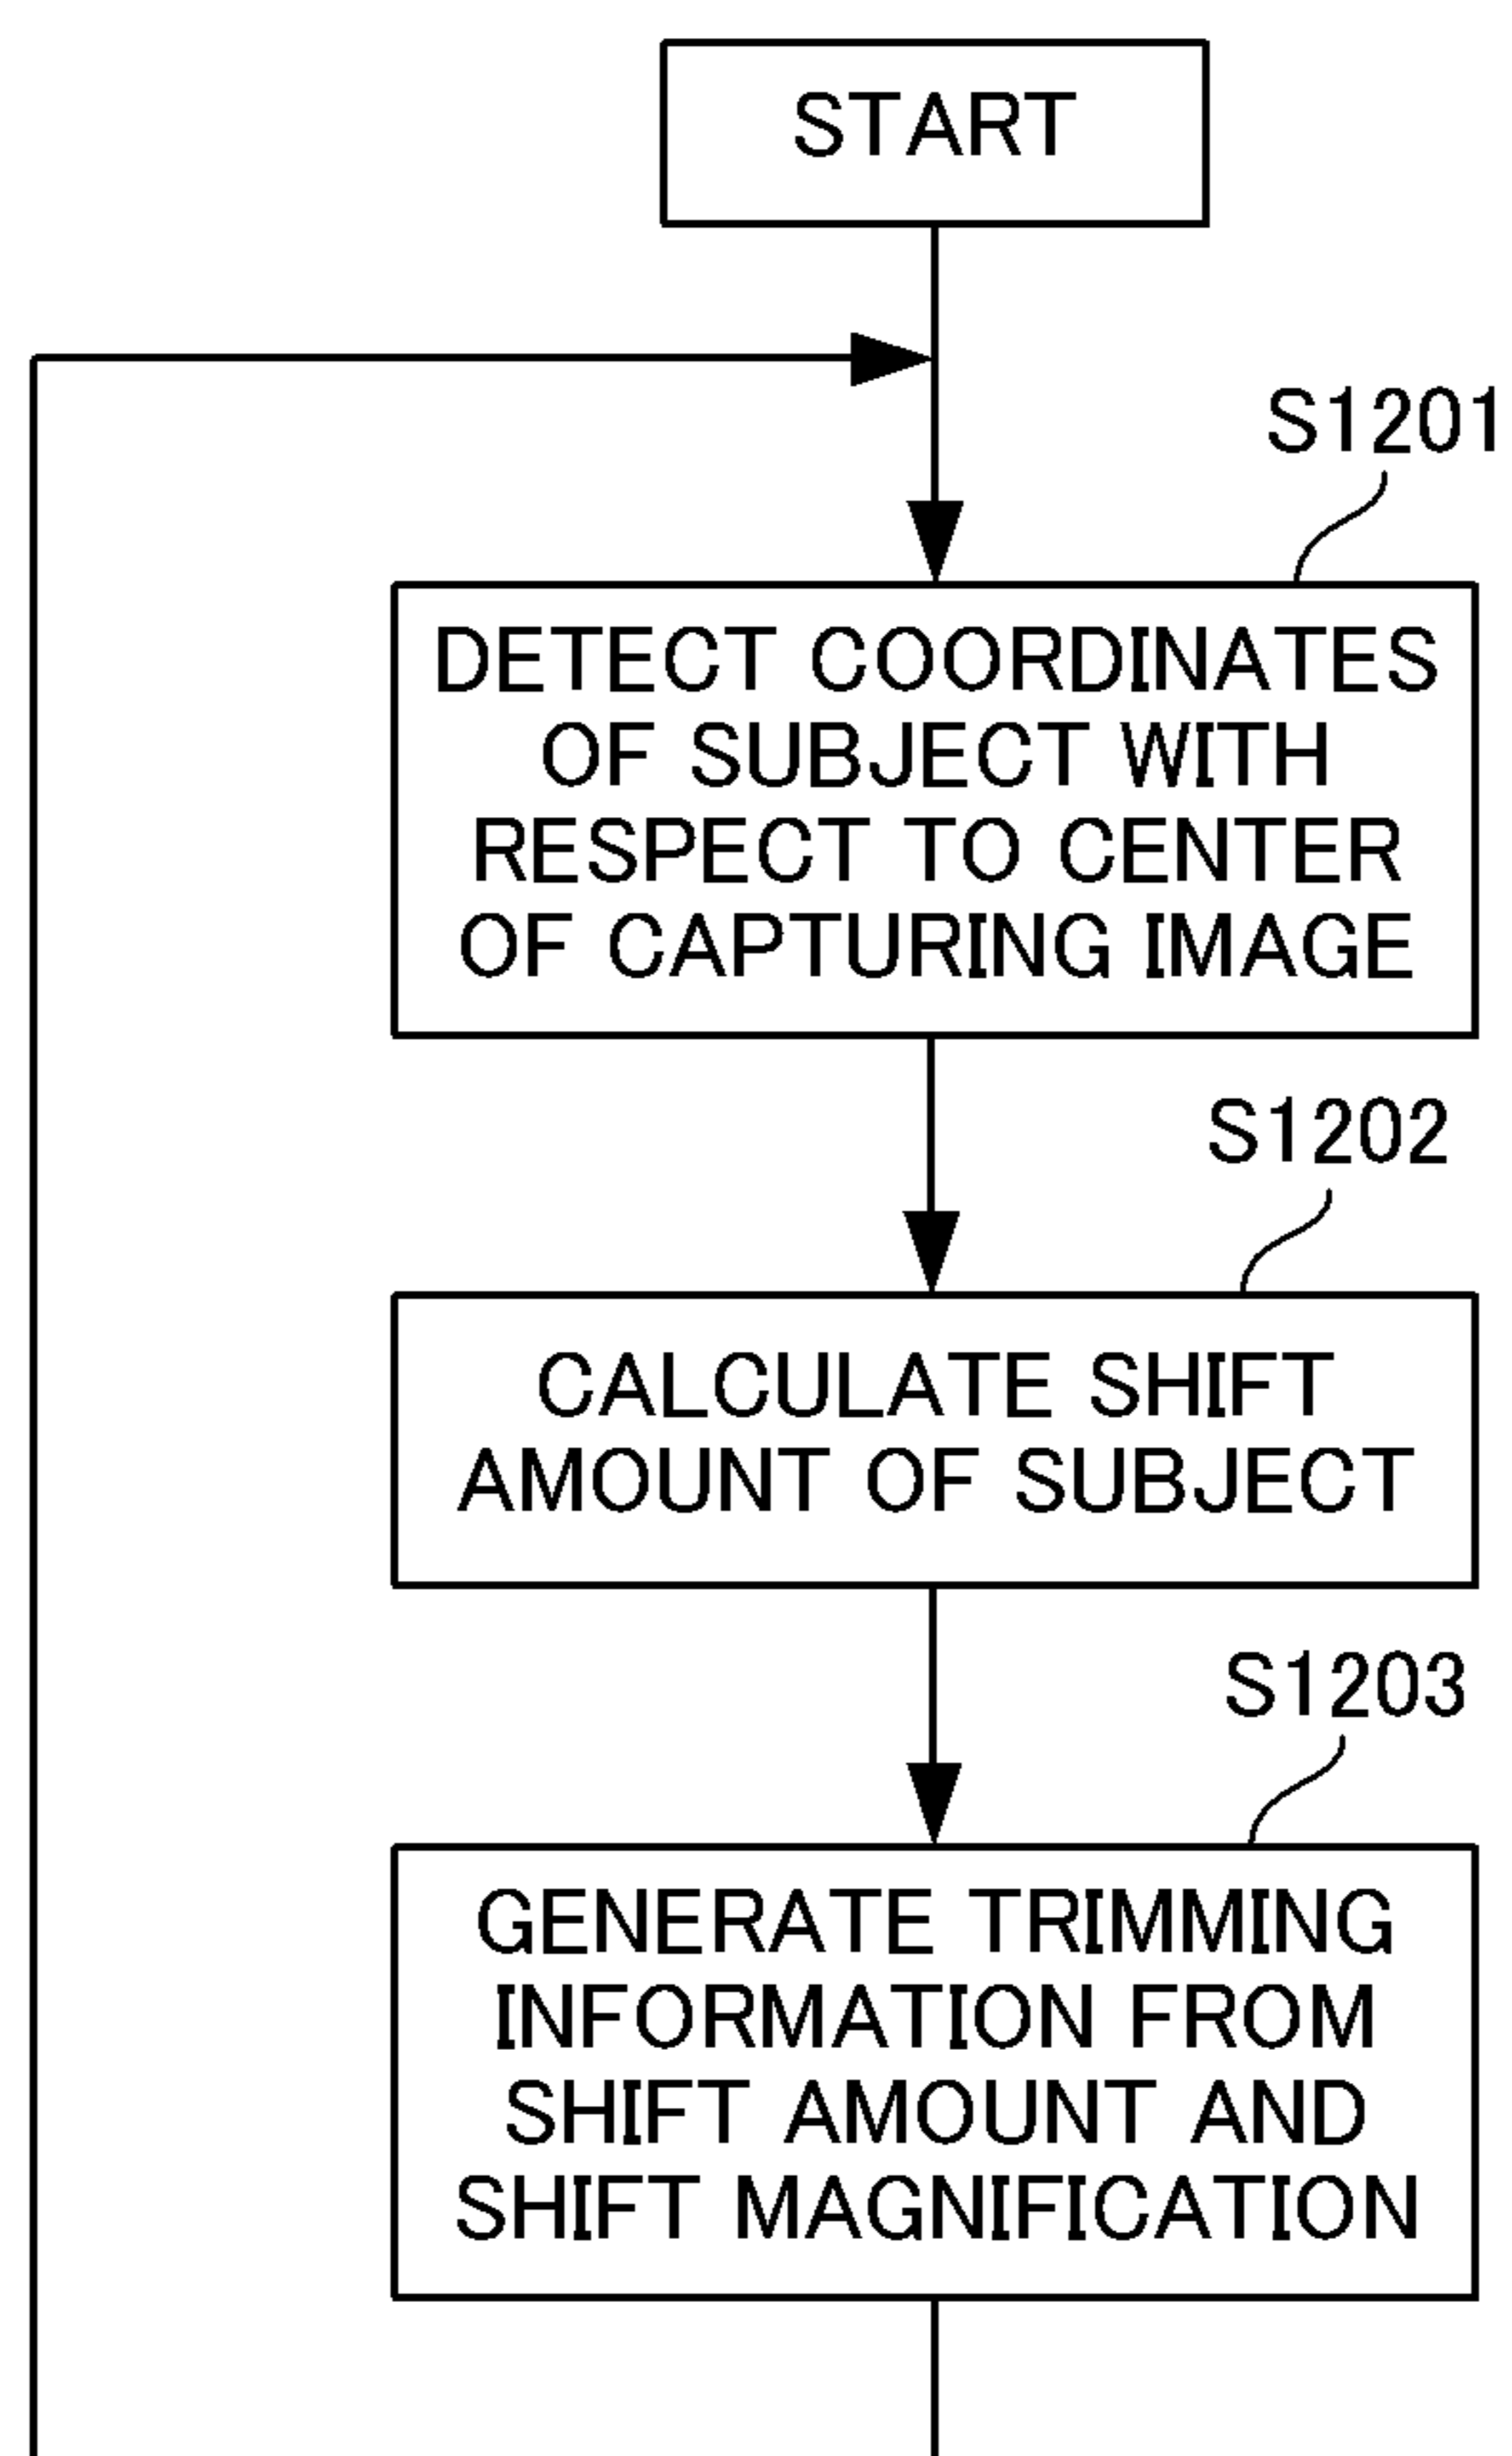 START
S1201
DETECT COORDINATES
OF SUBJECT WITH
RESPECT TO CENTER
OF CAPTURING IMAGE
S1202
CALCULATE SHIFT
AMOUNT OF SUBJECT
S1203
GENERATE TRIMMING
INFORMATION FROM
SHIFT AMOUNT AND
SHIFT MAGNIFICATION